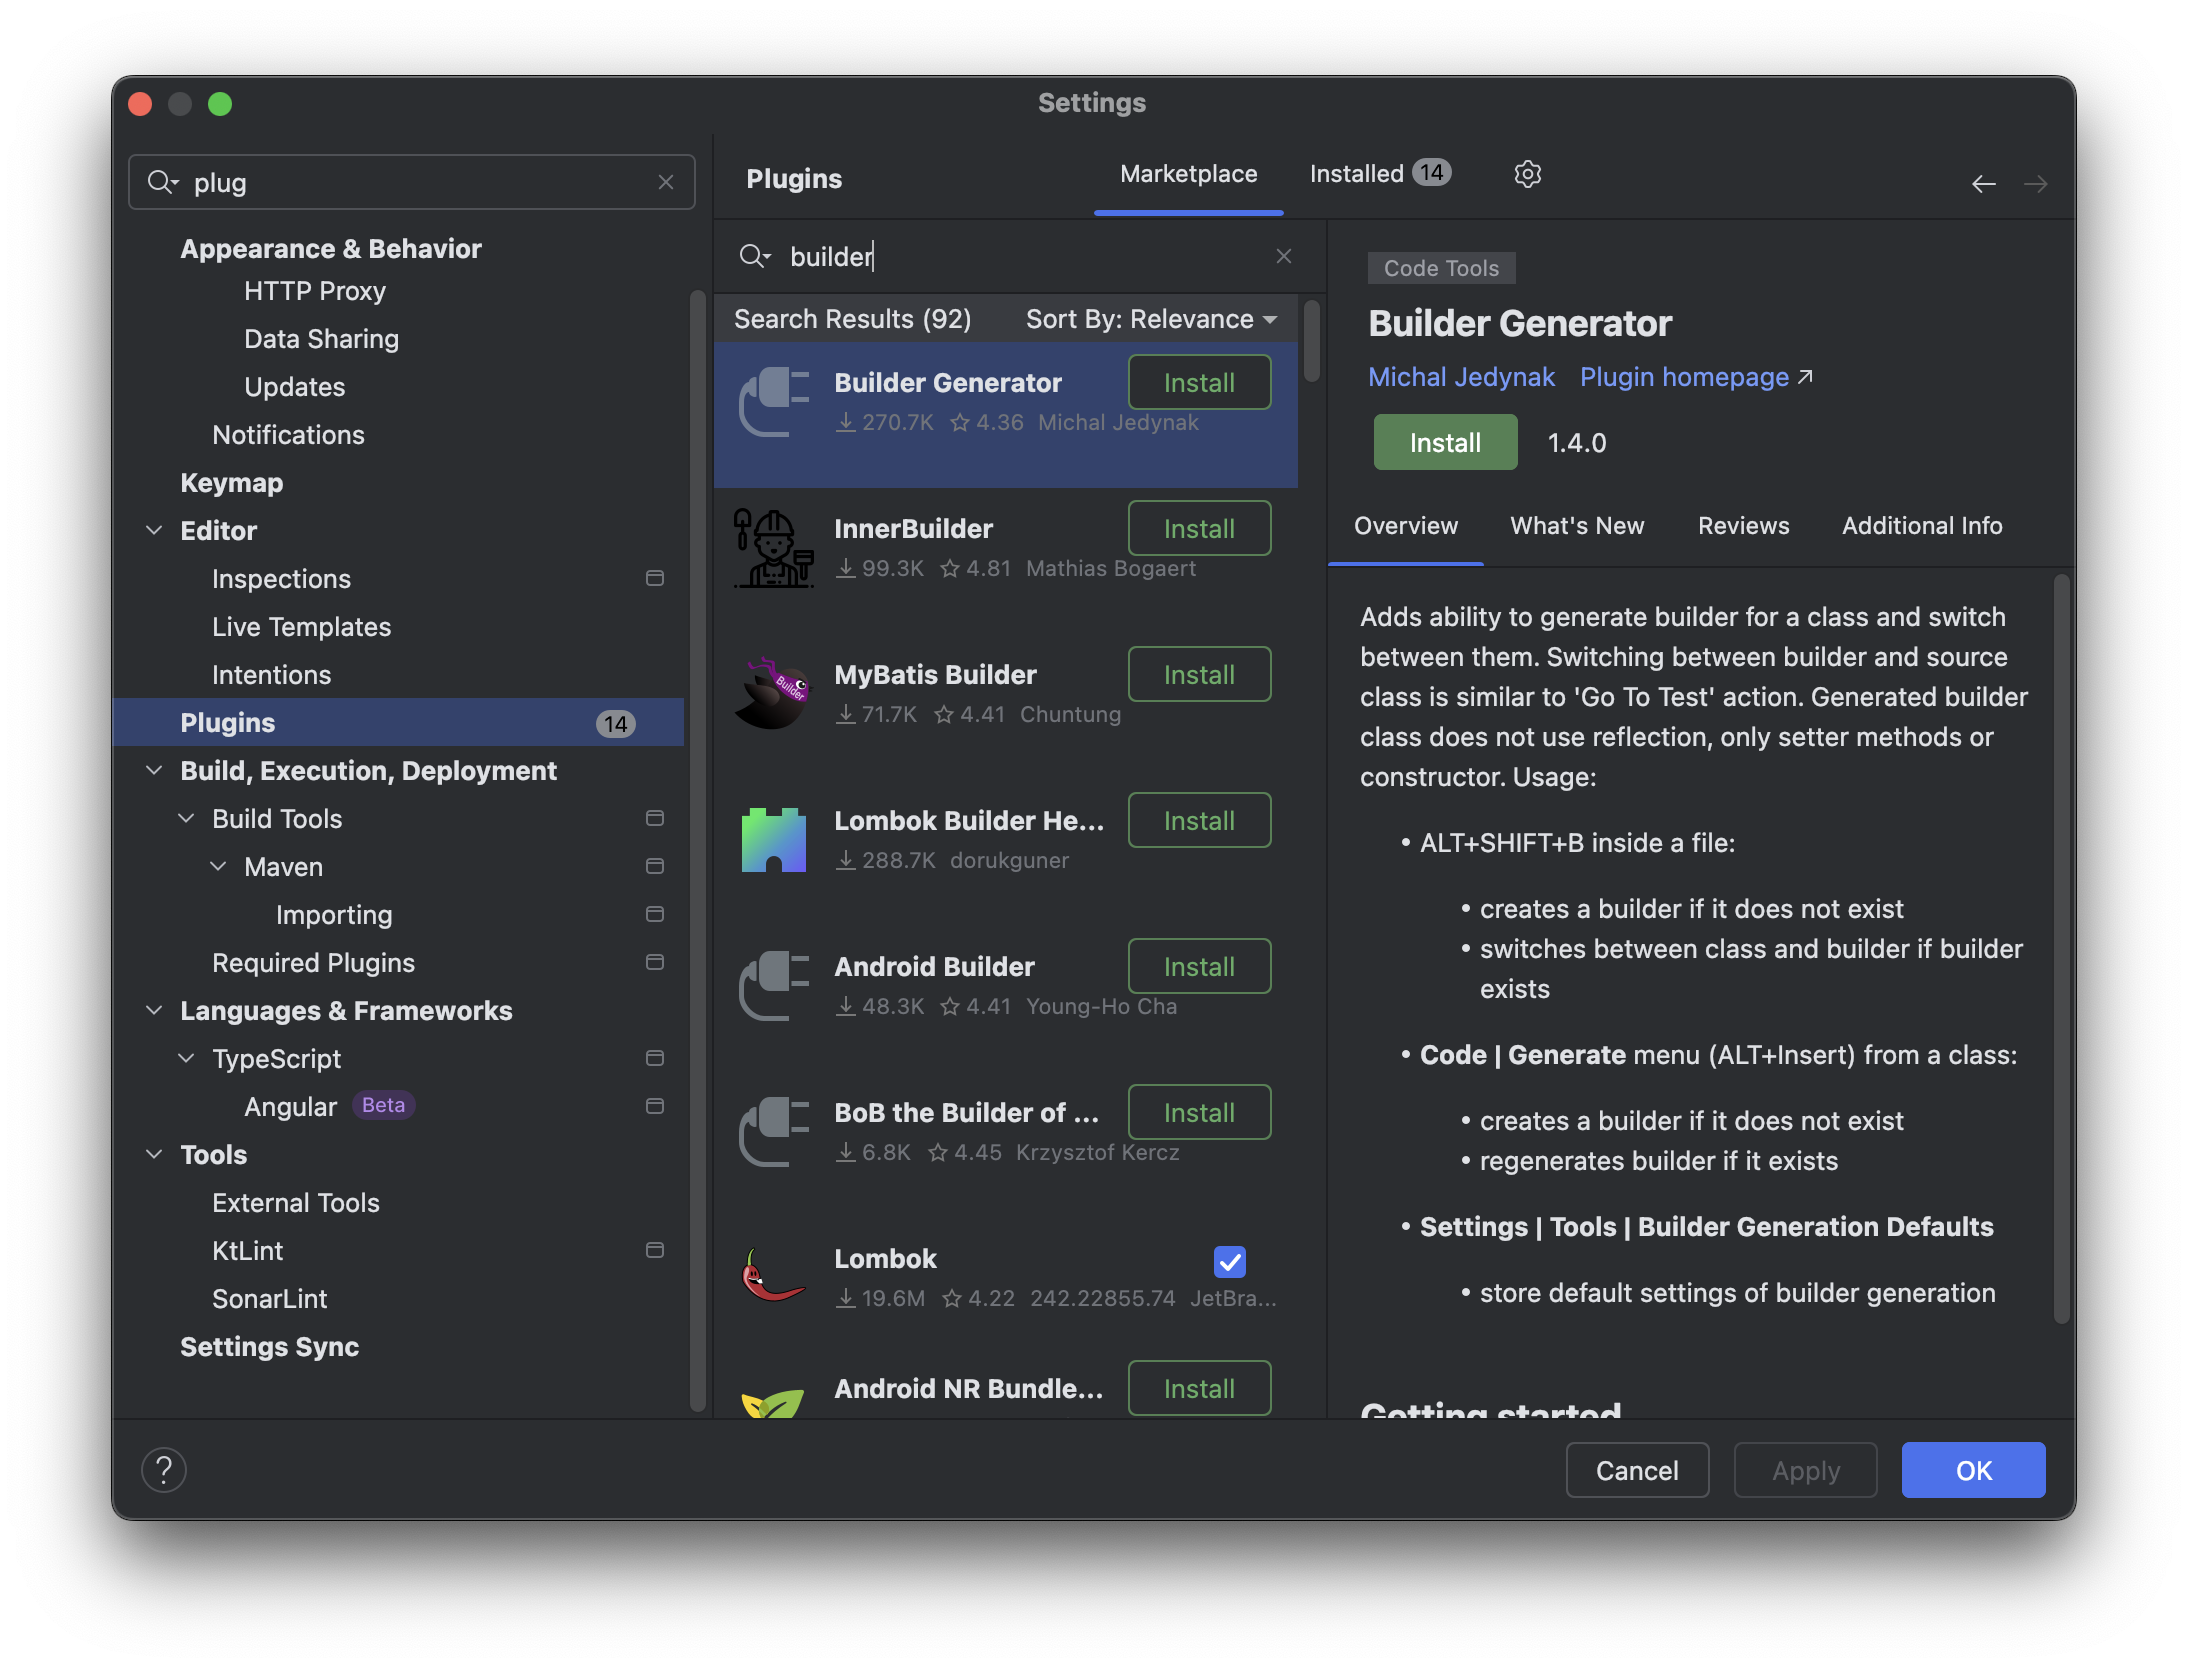 Settings
plug
Appearance & Behavior
HTTP Proxy
Data Sharing
Updates
Notifications
Keymap
Editor
Inspections
Live Templates
Intentions
Plugins 14
Build, Execution, Deployment
Build Tools
Maven
Importing
Required Plugins
Languages & Frameworks
TypeScript
Angular Beta
Tools
External Tools
KtLint
SonarLint
Settings Sync
Plugins
Marketplace
Installed 14
builder
Search Results (92) Sort By: Relevance
Builder Generator Install
270.7K 4.36 Michal Jedynak
InnerBuilder Install
99.3K 4.81 Mathias Bogaert
Builder
MyBatis Builder Install
71.7K 4.41 Chuntung
Lombok Builder He... Install
288.7K dorukguner
Android Builder Install
48.3K 4.41 Young-Ho Cha
BoB the Builder of ... Install
6.8K 4.45 Krzysztof Kercz
Lombok
19.6M 4.22 242.22855.74 JetBra...
Android NR Bundle... Install
Code Tools
Builder Generator
Michal Jedynak Plugin homepage ↗
Install 1.4.0
Overview What's New Reviews Additional Info
Adds ability to generate builder for a class and switch
between them. Switching between builder and source
class is similar to 'Go To Test' action. Generated builder
class does not use reflection, only setter methods or
constructor. Usage:
• ALT+SHIFT+B inside a file:
• creates a builder if it does not exist
• switches between class and builder if builder
exists
• Code | Generate menu (ALT+Insert) from a class:
• creates a builder if it does not exist
• regenerates builder if it exists
• Settings | Tools | Builder Generation Defaults
• store default settings of builder generation
Getting started
?
Cancel Apply OK